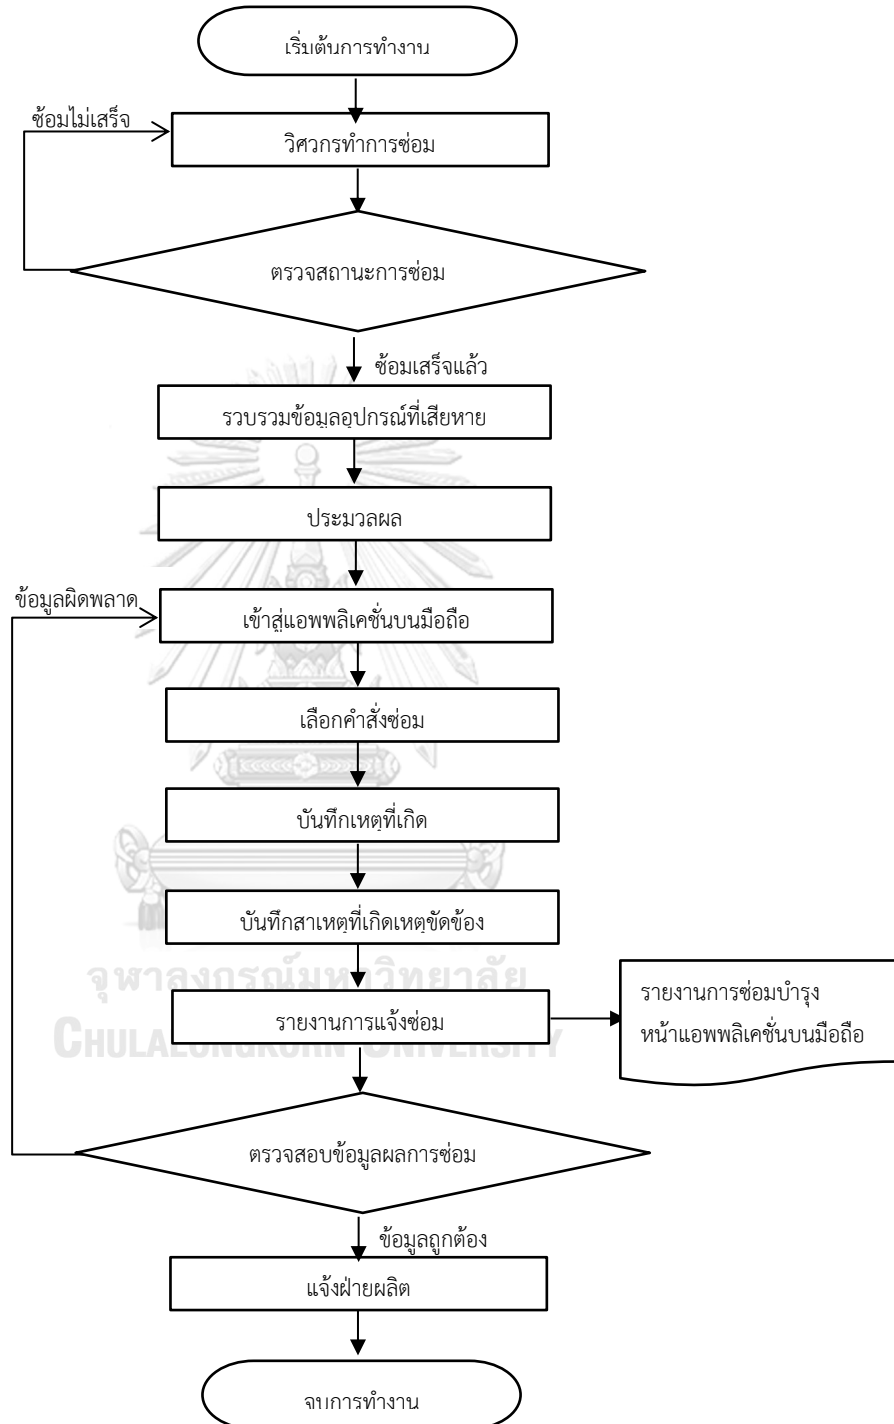 เริ่มต้นการทำงาน
ซ้อมไม่เสร็จ
วิศวกรทำการซ่อม
ตรวจสถานะการซ่อม
ซ้อมเสร็จแล้ว
รวบรวมข้อมูลอุปกรณ์ที่เสียหาย
ประมวลผล
ข้อมูลผิดพลาด
เข้าสู่แอพพลิเคชั่นบนมือถือ
เลือกคำสั่งซ่อม
บันทึกเหตุที่เกิด
บันทึกสาเหตุที่เกิดเหตุขัดข้อง
จุฬาลงกรณ์มหาวิทยาลัย
รายงานการแจ้งซ่อม
รายงานการซ่อมบำรุง
หน้าแอพพลิเคชั่นบนมือถือ
CHULALONGKORN UNIVERSITY
ตรวจสอบข้อมูลผลการซ่อม
ข้อมูลถูกต้อง
แจ้งฝ่ายผลิต
จบการทำงาน